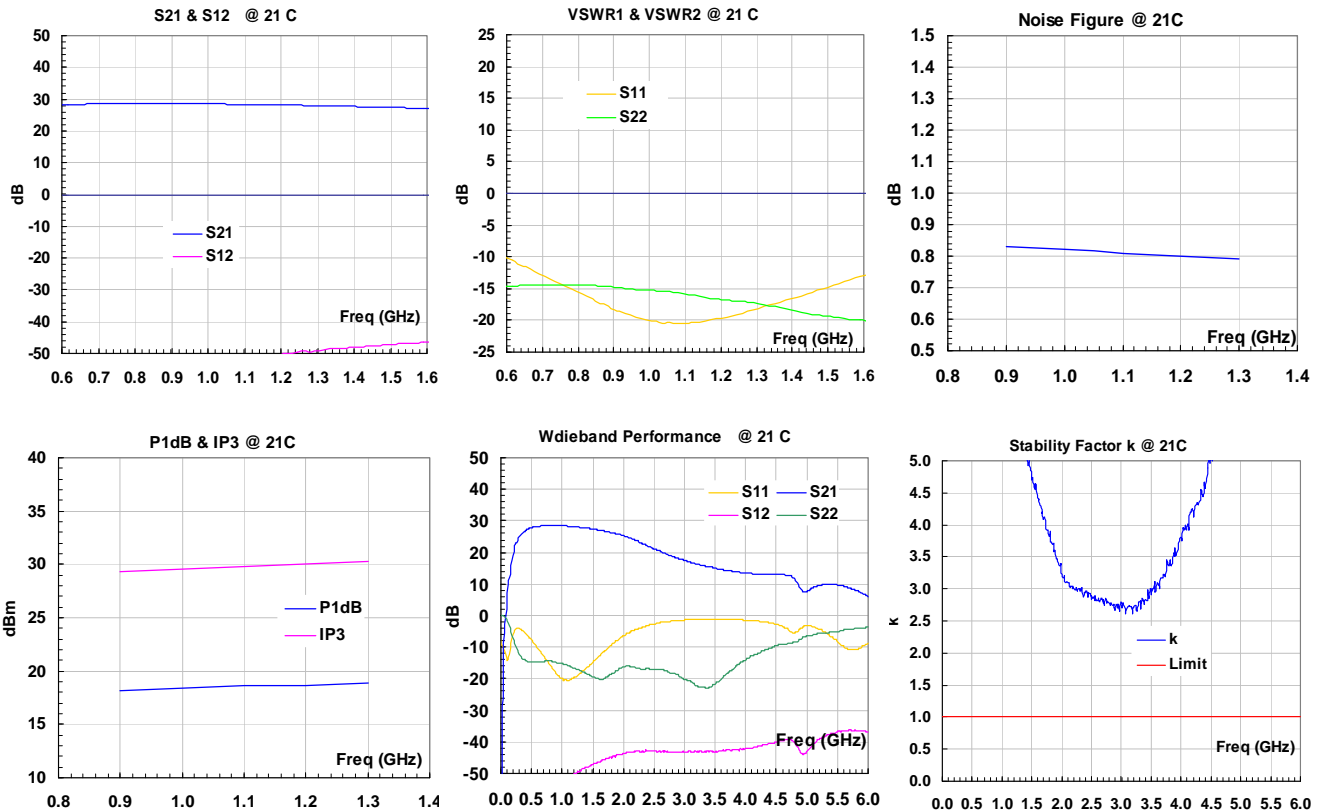 S21 & S12 @ 21 C
50
40
30
20
10
0
-10
-20
-30
-40
-50
dB
S21
S12
Freq (GHz)
0.6 0.7 0.8 0.9 1.0 1.1 1.2 1.3 1.4 1.5 1.6
VSWR1 & VSWR2 @ 21 C
25
20
15
10
5
0
-5
-10
-15
-20
-25
dB
S11
S22
Freq (GHz)
0.6 0.7 0.8 0.9 1.0 1.1 1.2 1.3 1.4 1.5 1.6
Noise Figure @ 21C
1.5
1.4
1.3
1.2
1.1
1.0
0.9
0.8
0.7
0.6
0.5
dB
Freq (GHz)
0.8 0.9 1.0 1.1 1.2 1.3 1.4
P1dB & IP3 @ 21C
40
35
30
25
20
15
10
dBm
P1dB
IP3
Freq (GHz)
0.8 0.9 1.0 1.1 1.2 1.3 1.4
Wdieband Performance @ 21 C
50
40
30
20
10
0
-10
-20
-30
-40
-50
dB
S11 S21
S12 S22
Freq (GHz)
0.0 0.5 1.0 1.5 2.0 2.5 3.0 3.5 4.0 4.5 5.0 5.5 6.0
Stability Factor k @ 21C
5.0
4.5
4.0
3.5
3.0
2.5
2.0
1.5
1.0
0.5
0.0
K
k
Limit
Freq (GHz)
0.0 0.5 1.0 1.5 2.0 2.5 3.0 3.5 4.0 4.5 5.0 5.5 6.0